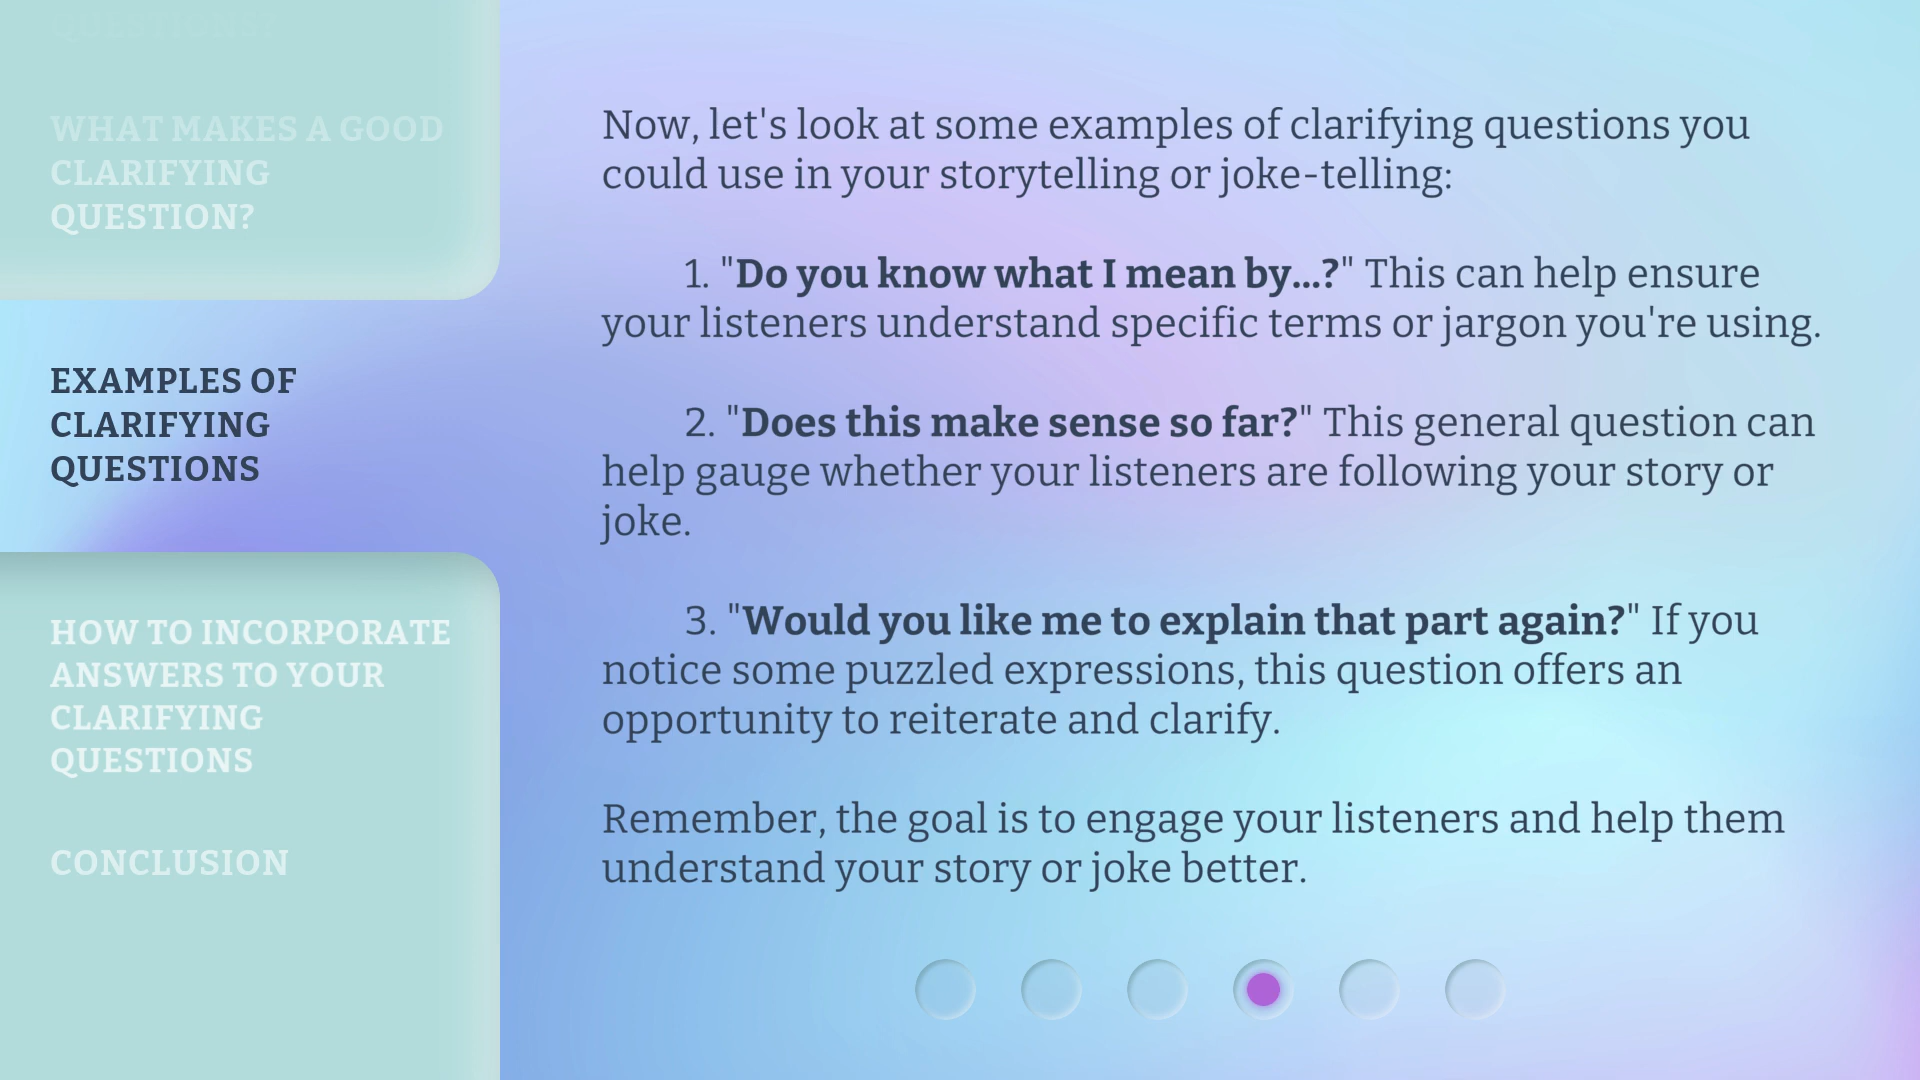 QUESTIONS?
WHAT MAKES A GOOD
CLARIFYING
QUESTION?
EXAMPLES OF
CLARIFYING
QUESTIONS
HOW TO INCORPORATE
ANSWERS TO YOUR
CLARIFYING
QUESTIONS
CONCLUSION
Now, let's look at some examples of clarifying questions you
could use in your storytelling or joke-telling:
1. "Do you know what I mean by...?" This can help ensure
your listeners understand specific terms or jargon you're using.
2. "Does this make sense so far?" This general question can
help gauge whether your listeners are following your story or
joke.
3. "Would you like me to explain that part again?" If you
notice some puzzled expressions, this question offers an
opportunity to reiterate and clarify.
Remember, the goal is to engage your listeners and help them
understand your story or joke better.